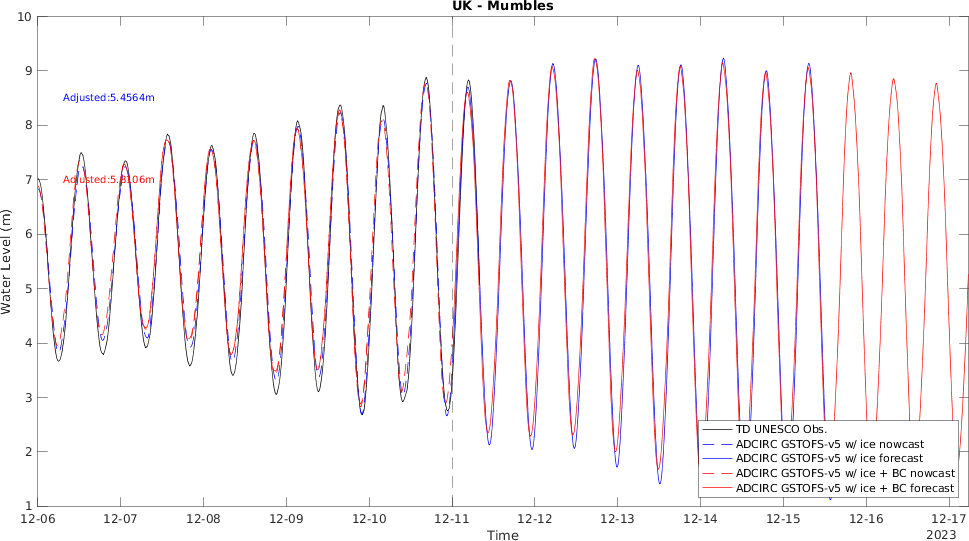 UK - Mumbles
10
9
Adjusted:5.4564m
8
7
Adjusted:5.8106m
6
5
4
3
2
1
Water Level (m)
TD UNESCO Obs.
ADCIRC GSTOFS-v5 w/ ice nowcast
ADCIRC GSTOFS-v5 w/ ice forecast
ADCIRC GSTOFS-v5 w/ ice + BC nowcast
ADCIRC GSTOFS-v5 w/ ice + BC forecast
12-06 12-07 12-08 12-09 12-10 12-11 12-12 12-13 12-14 12-15 12-16 12-17
Time
2023